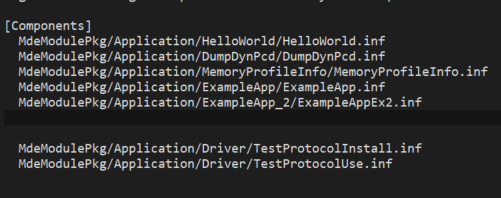 [Components]
MdeModulePkg/Application/HelloWorld/HelloWorld.inf
MdeModulePkg/Application/DumpDynPcd/DumpDynPcd.inf
MdeModulePkg/Application/MemoryProfileInfo/MemoryProfileInfo.inf
MdeModulePkg/Application/ExampleApp/ExampleApp.inf
MdeModulePkg/Application/ExampleApp_2/ExampleAppEx2.inf
MdeModulePkg/Application/Driver/TestProtocolInstall.inf
MdeModulePkg/Application/Driver/TestProtocolUse.inf